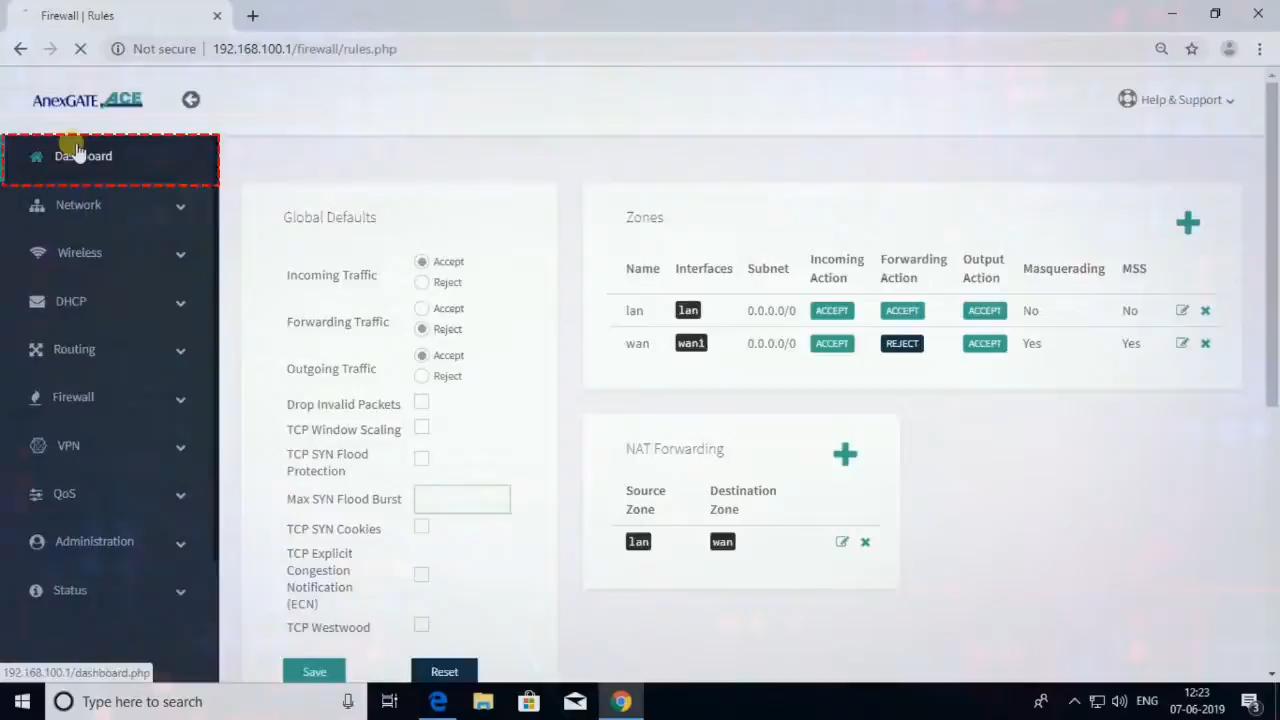 Firewall | Rules
Not secure
192.168.100.1/firewall/rules.php
AnexGATE ACE
Help & Support
Dashboard
Network
Wireless
DHCP
Routing
Firewall
VPN
QoS
Administration
Status
Global Defaults
Incoming Traffic
Accept
Reject
Forwarding Traffic
Accept
Reject
Outgoing Traffic
Accept
Reject
Drop Invalid Packets
TCP Window Scaling
TCP SYN Flood
Protection
Max SYN Flood Burst
TCP SYN Cookies
TCP Explicit
Congestion
Notification
(ECN)
TCP Westwood
Save Reset
Zones
Name Interfaces Subnet Incoming Action Forwarding Action Output Action Masquerading MSS
lan lan 0.0.0.0/0 ACCEPT ACCEPT ACCEPT No No
wan wan1 0.0.0.0/0 ACCEPT REJECT ACCEPT Yes Yes
NAT Forwarding
Source Zone Destination Zone
lan wan
192.168.100.1/dashboard.php
Type here to search
ENG
12:23
07-06-2019
3